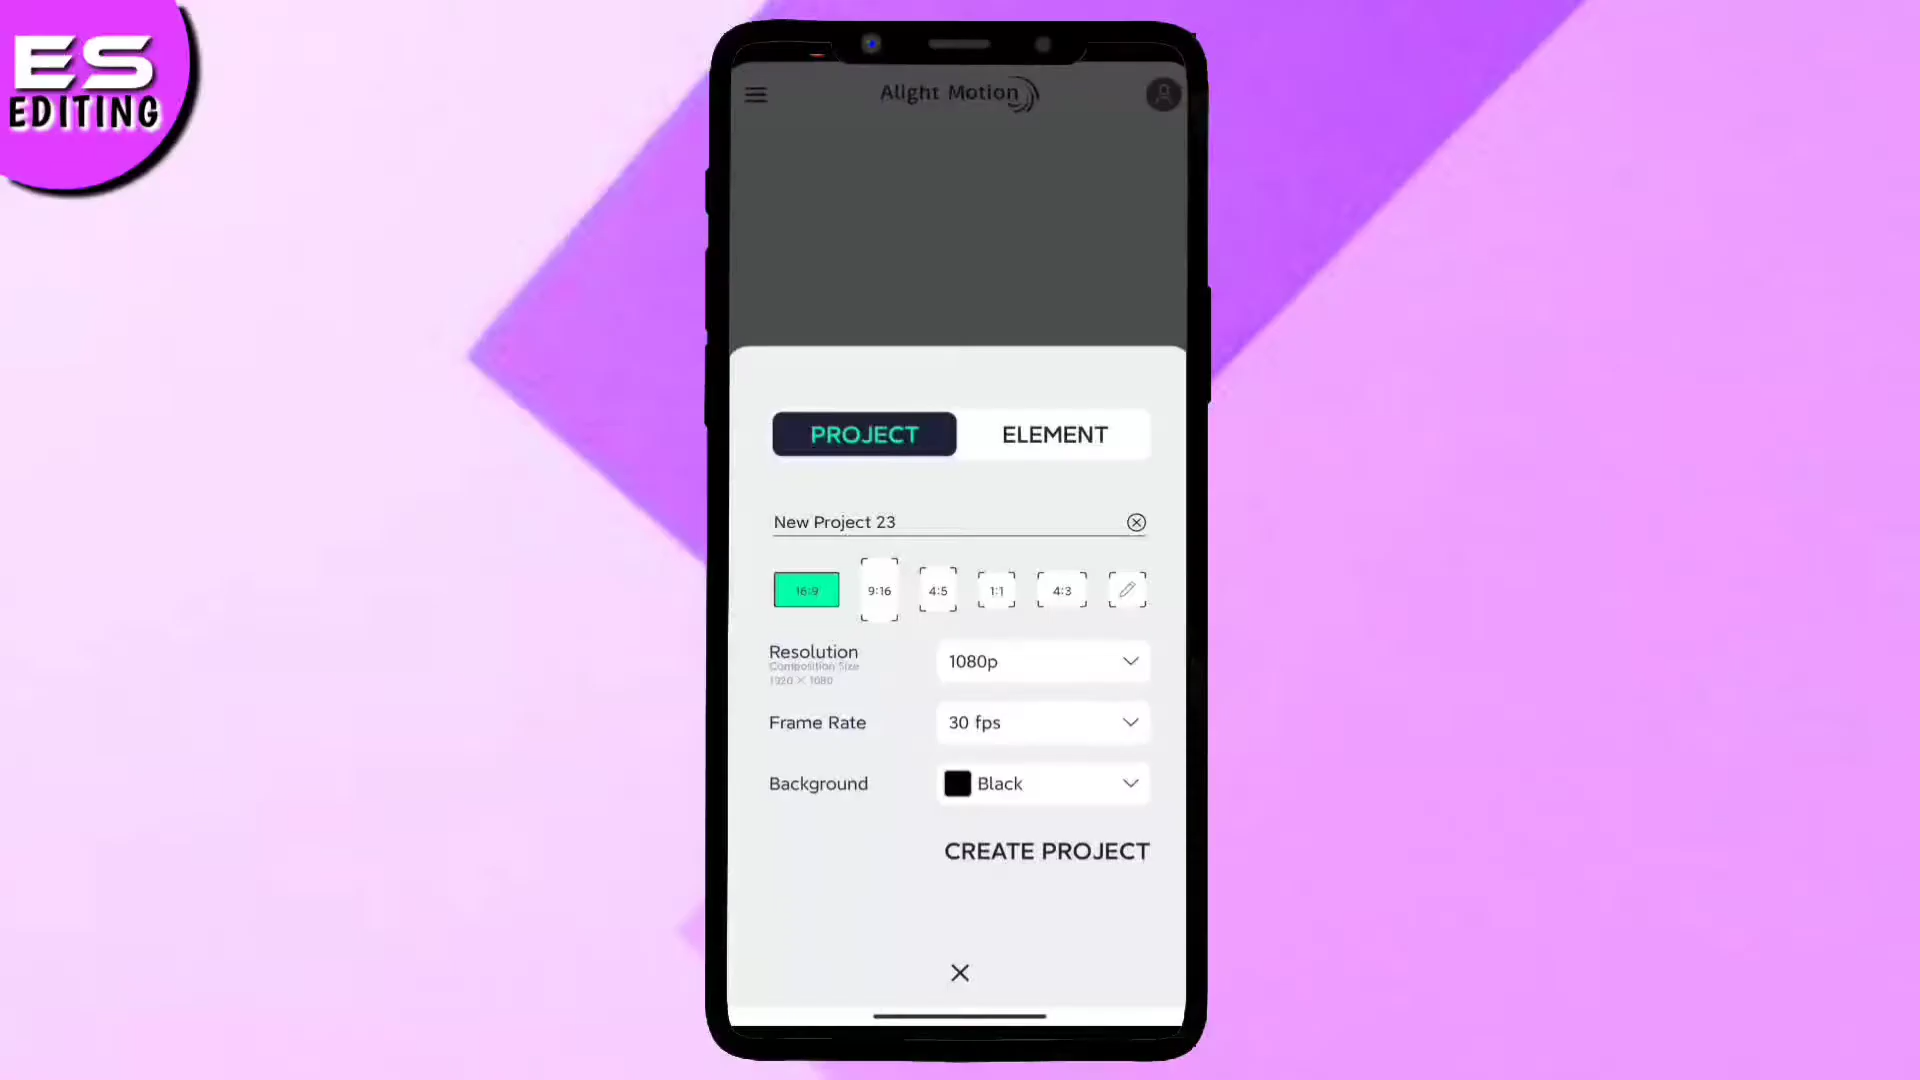 ES
EDITING
Alight Motion
PROJECT
ELEMENT
New Project 23
16:9
9:16
4:5
1:1
4:3
Resolution
Composition Size
1920 × 1080
1080p
Frame Rate
30 fps
Background
Black
CREATE PROJECT